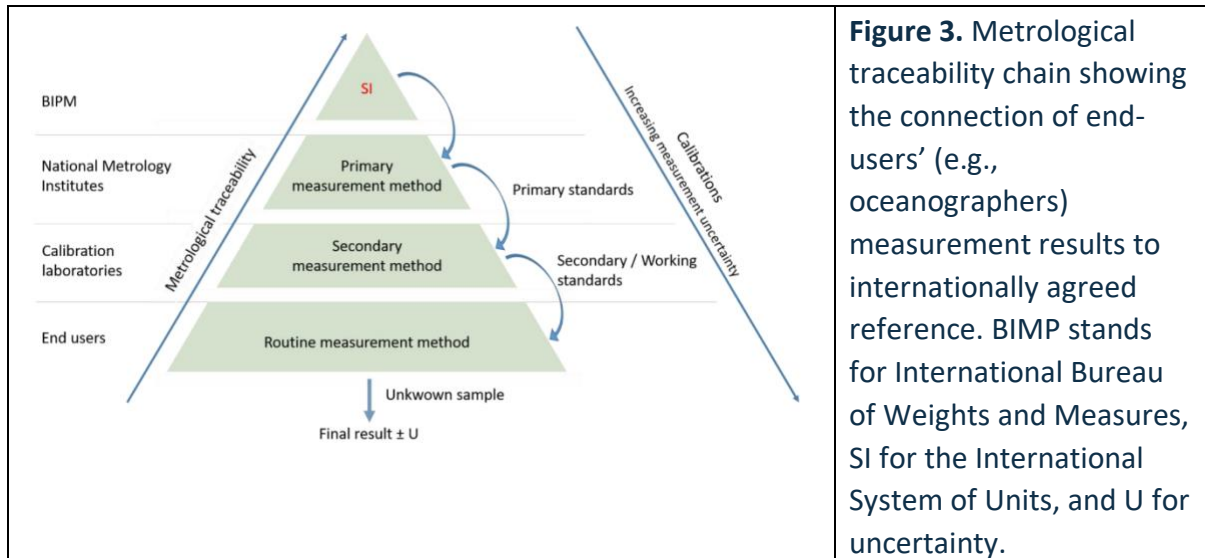 BIPM
SI
National Metrology
Institutes
Primary
measurement method
Primary standards
Calibration
laboratories
Secondary
measurement method
Secondary / Working
standards
End users
Routine measurement method
Unkwown sample
Final result ± U
Metrological traceability
Calibrations
Increasing measurement uncertainty
Figure 3. Metrological
traceability chain showing
the connection of end-
users’ (e.g.,
oceanographers)
measurement results to
internationally agreed
reference. BIMP stands
for International Bureau
of Weights and Measures,
SI for the International
System of Units, and U for
uncertainty.